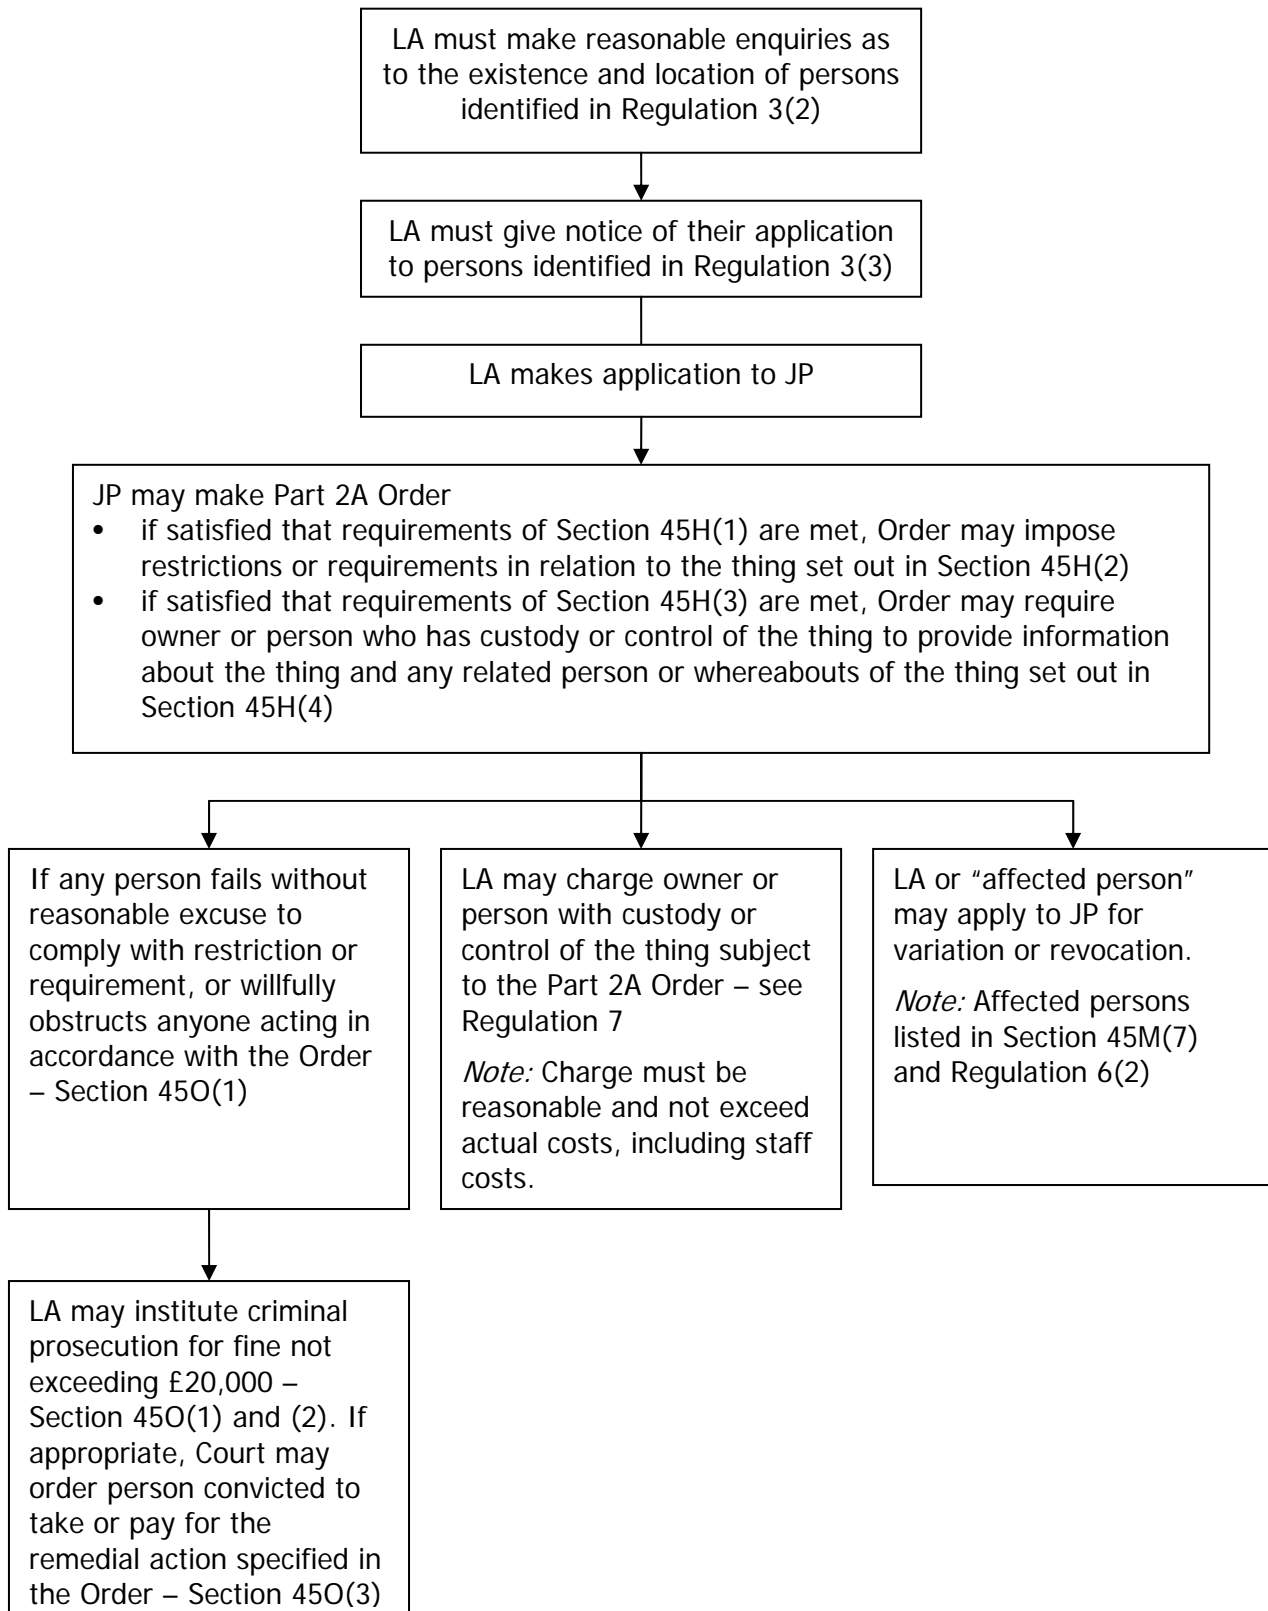 LA must make reasonable enquiries as
to the existence and location of persons
identified in Regulation 3(2)
LA must give notice of their application
to persons identified in Regulation 3(3)
LA makes application to JP
JP may make Part 2A Order
• if satisfied that requirements of Section 45H(1) are met, Order may impose
restrictions or requirements in relation to the thing set out in Section 45H(2)
• if satisfied that requirements of Section 45H(3) are met, Order may require
owner or person who has custody or control of the thing to provide information
about the thing and any related person or whereabouts of the thing set out in
Section 45H(4)
If any person fails without
reasonable excuse to
comply with restriction or
requirement, or willfully
obstructs anyone acting in
accordance with the Order
– Section 45O(1)
LA may charge owner or
person with custody or
control of the thing subject
to the Part 2A Order – see
Regulation 7
Note: Charge must be
reasonable and not exceed
actual costs, including staff
costs.
LA or “affected person”
may apply to JP for
variation or revocation.
Note: Affected persons
listed in Section 45M(7)
and Regulation 6(2)
LA may institute criminal
prosecution for fine not
exceeding £20,000 –
Section 45O(1) and (2). If
appropriate, Court may
order person convicted to
take or pay for the
remedial action specified in
the Order – Section 45O(3)